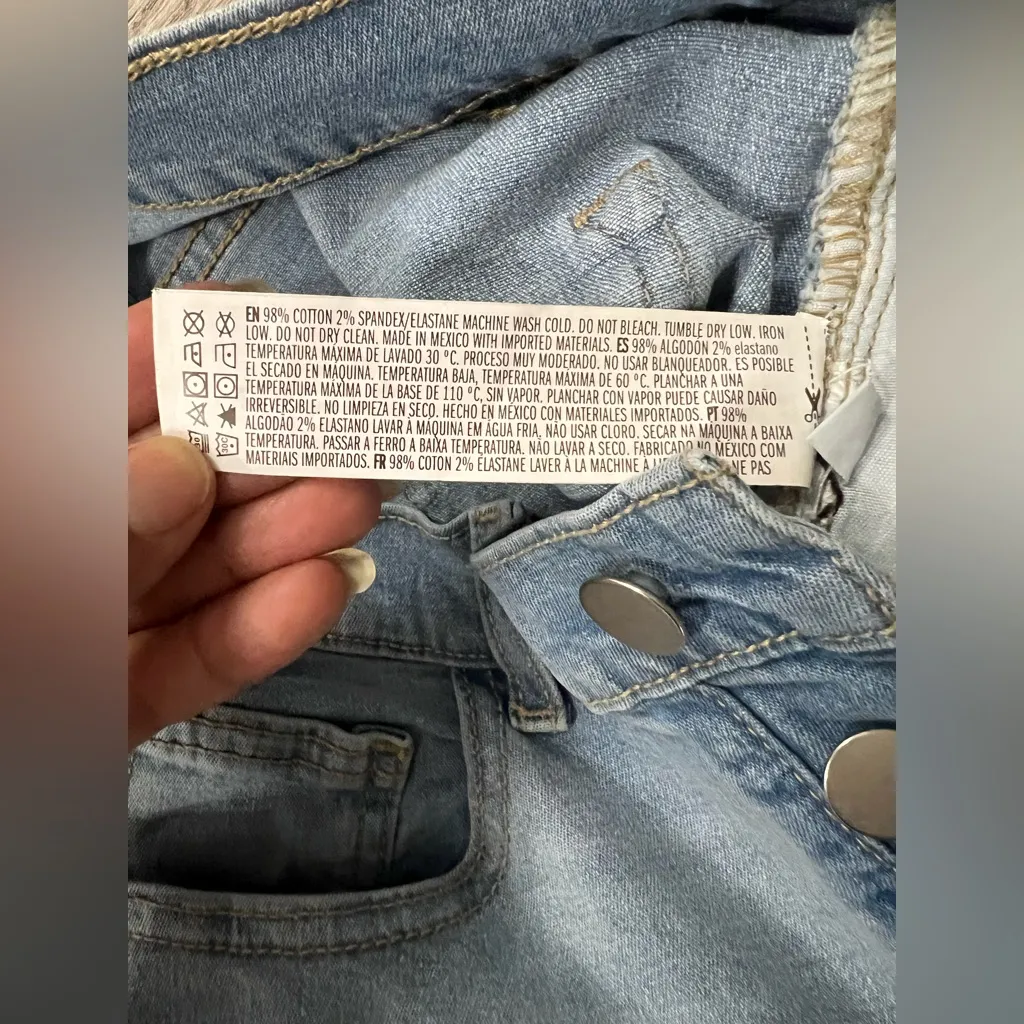 EN 98% COTTON 2% SPANDEX/ELASTANE MACHINE WASH COLD. DO NOT BLEACH. TUMBLE DRY LOW. IRON
LOW. DO NOT DRY CLEAN. MADE IN MEXICO WITH IMPORTED MATERIALS. ES 98% ALGODÓN 2% elastano
TEMPERATURA MÁXIMA DE LAVADO 30 ºC. PROCESO MUY MODERADO. NO USAR BLANQUEADOR. ES POSIBLE
EL SECADO EN MÁQUINA. TEMPERATURA BAJA, TEMPERATURA MÁXIMA DE 60 ºC. PLANCHAR A UNA
TEMPERATURA MÁXIMA DE LA BASE DE 110 ºC, SIN VAPOR. PLANCHAR CON VAPOR PUEDE CAUSAR DAÑO
IRREVERSIBLE. NO LIMPIEZA EN SECO. HECHO EN MÉXICO CON MATERIALES IMPORTADOS. PT 98%
ALGODÃO 2% ELASTANO LAVAR À MÁQUINA EM ÁGUA FRIA. NÃO USAR CLORO. SECAR NA MÁQUINA A BAIXA
TEMPERATURA. PASSAR A FERRO A BAIXA TEMPERATURA. NÃO LAVAR A SECO. FABRICADO NO MÉXICO COM
MATERIAIS IMPORTADOS. FR 98% COTON 2% ÉLASTANE LAVER À LA MACHINE À NE PAS